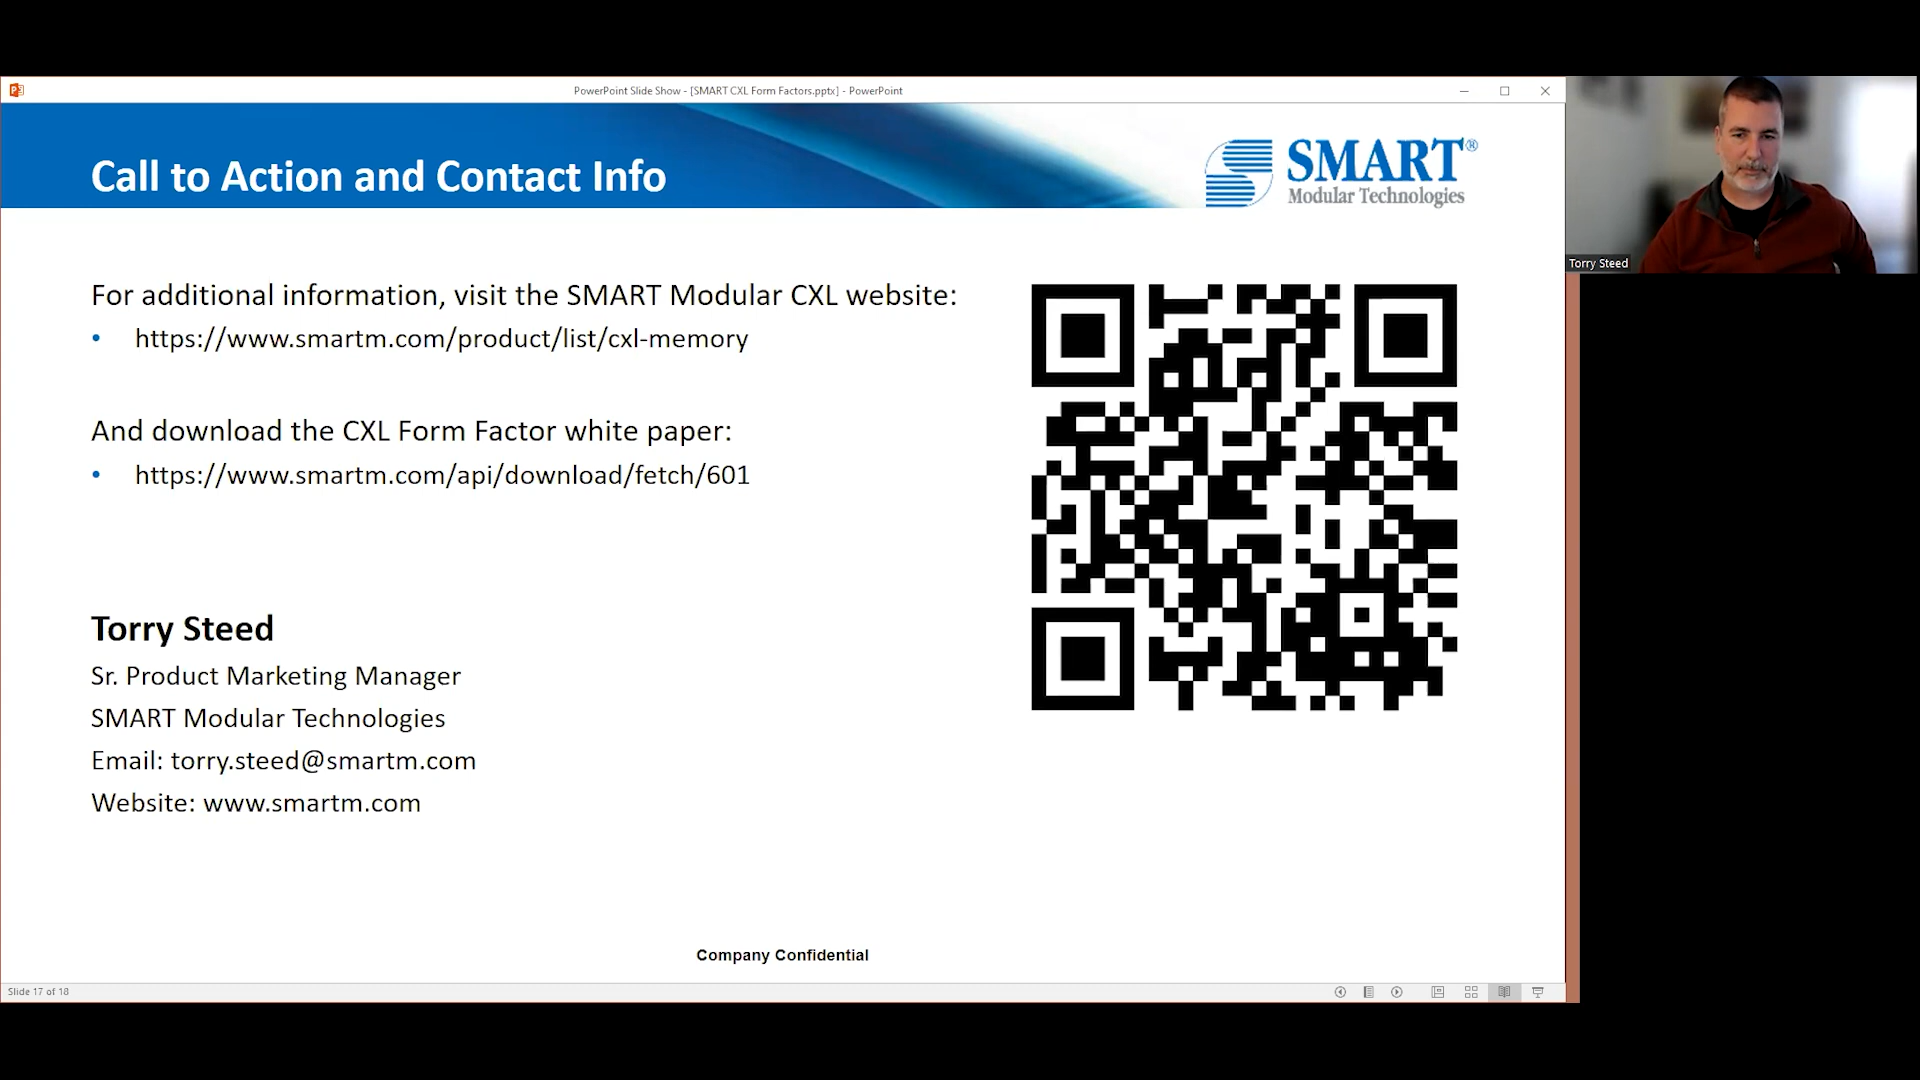 PowerPoint Slide Show - [SMART CXL Form Factors.pptx] - PowerPoint
Call to Action and Contact Info
SMART®
Modular Technologies
Torry Steed
For additional information, visit the SMART Modular CXL website:
• https://www.smartm.com/product/list/cxl-memory
And download the CXL Form Factor white paper:
• https://www.smartm.com/api/download/fetch/601
Torry Steed
Sr. Product Marketing Manager
SMART Modular Technologies
Email: torry.steed@smartm.com
Website: www.smartm.com
Company Confidential
Slide 17 of 18